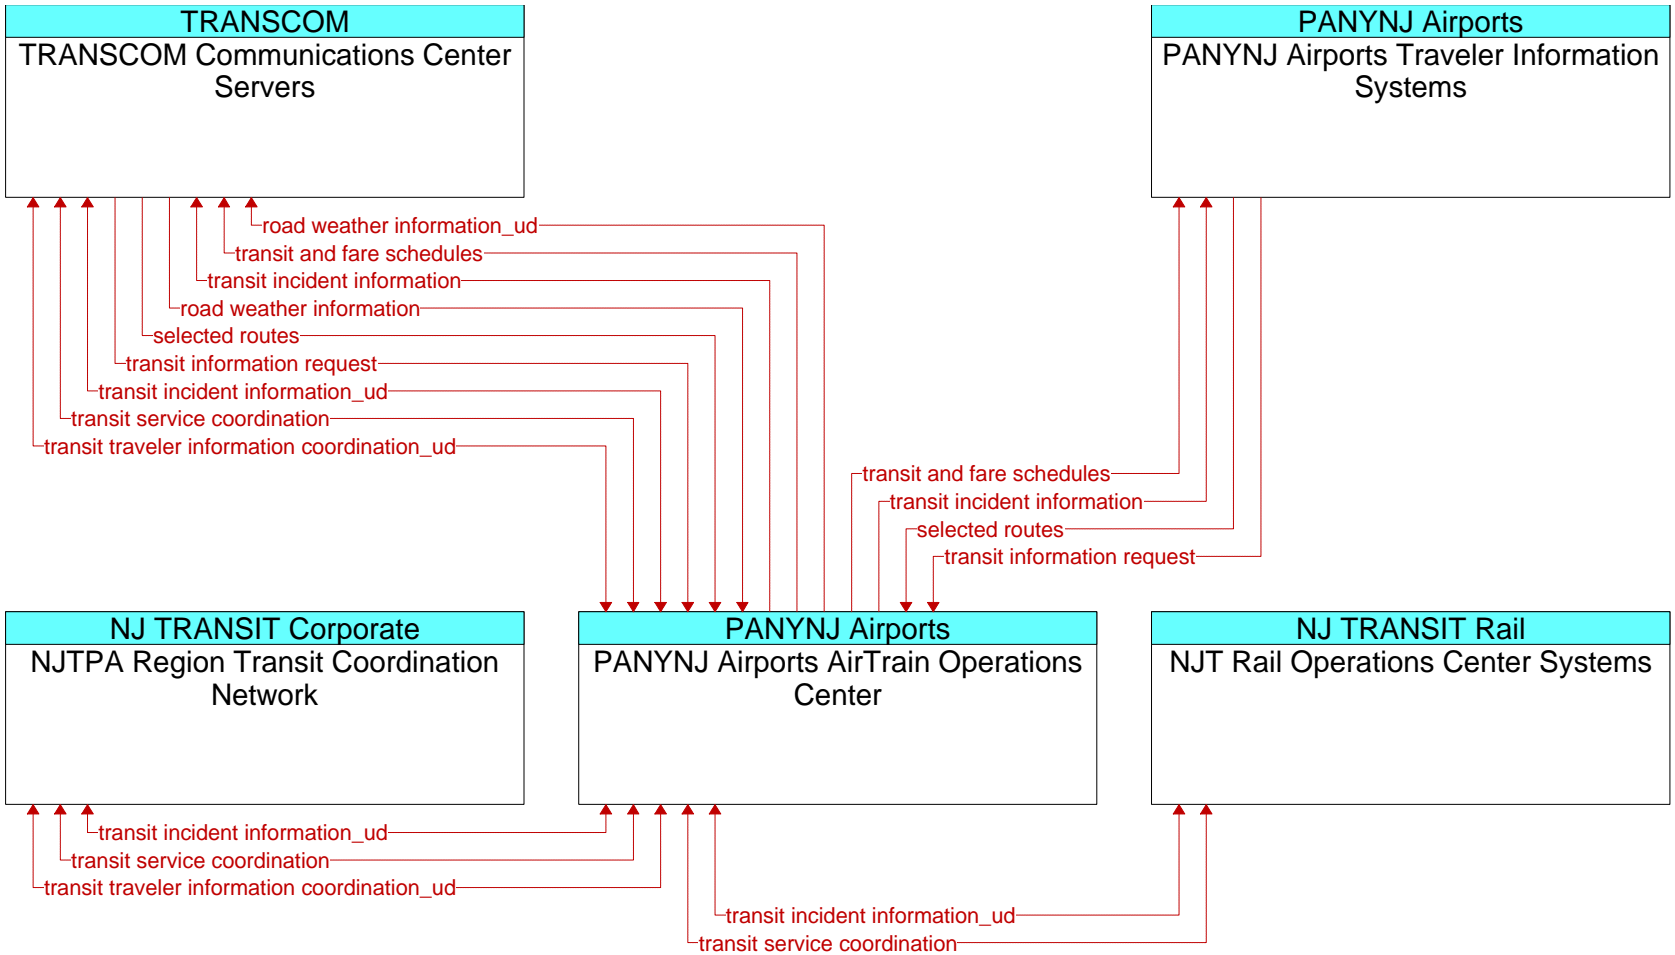 TRANSCOM
TRANSCOM Communications Center
Servers
PANYNJ Airports
PANYNJ Airports Traveler Information
Systems
road weather information_ud
transit and fare schedules
transit incident information
road weather information
selected routes
transit information request
transit incident information_ud
transit service coordination
transit traveler information coordination_ud
transit and fare schedules
transit incident information
selected routes
transit information request
NJ TRANSIT Corporate
NJTPA Region Transit Coordination
Network
PANYNJ Airports
PANYNJ Airports AirTrain Operations
Center
NJ TRANSIT Rail
NJT Rail Operations Center Systems
transit incident information_ud
transit service coordination
transit traveler information coordination_ud
transit incident information_ud
transit service coordination